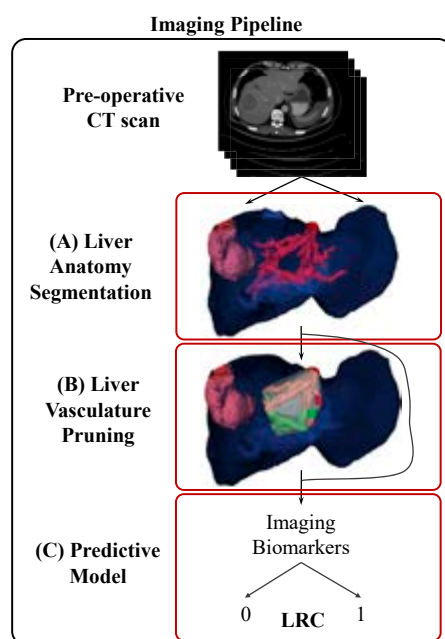 Imaging Pipeline
Pre-operative
CT scan
(A) Liver
Anatomy
Segmentation
(B) Liver
Vasculature
Pruning
(C) Predictive
Model
Imaging
Biomarkers
0 LRC 1